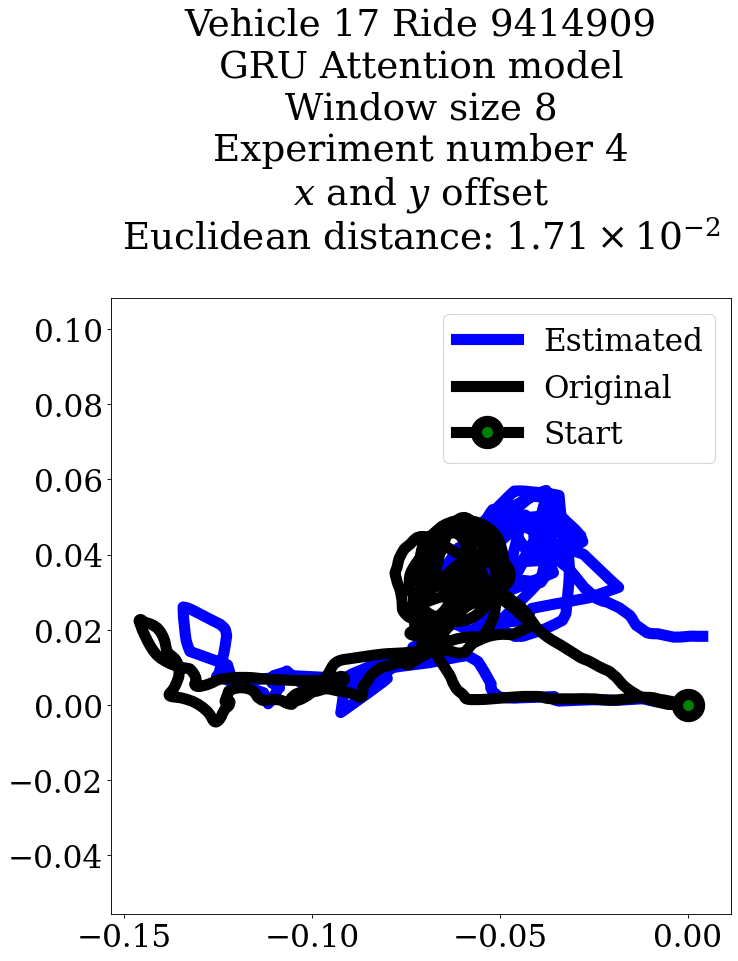 Vehicle 17 Ride 9414909
GRU Attention model
Window size 8
Experiment number 4
x and y offset
Euclidean distance: 1.71 × 10⁻²
Estimated
Original
Start
0.10
0.08
0.06
0.04
0.02
0.00
−0.02
−0.04
−0.15
−0.10
−0.05
0.00